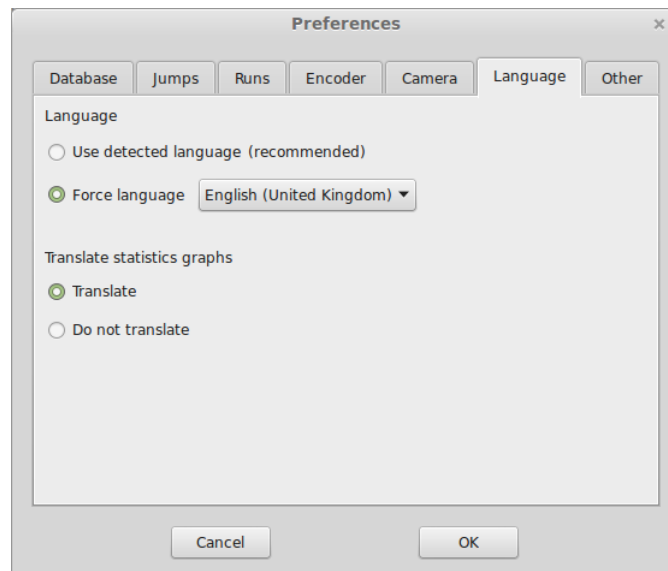 Preferences
Database Jumps Runs Encoder Camera Language Other
Language
Use detected language (recommended)
Force language English (United Kingdom)
Translate statistics graphs
Translate
Do not translate
Cancel OK